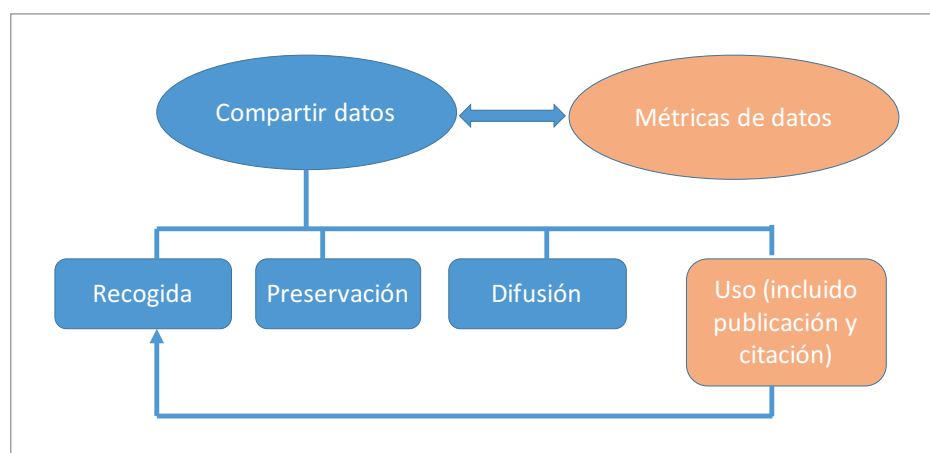 Compartir datos
Métricas de datos
Recogida
Preservación
Difusión
Uso (incluido
publicación y
citación)